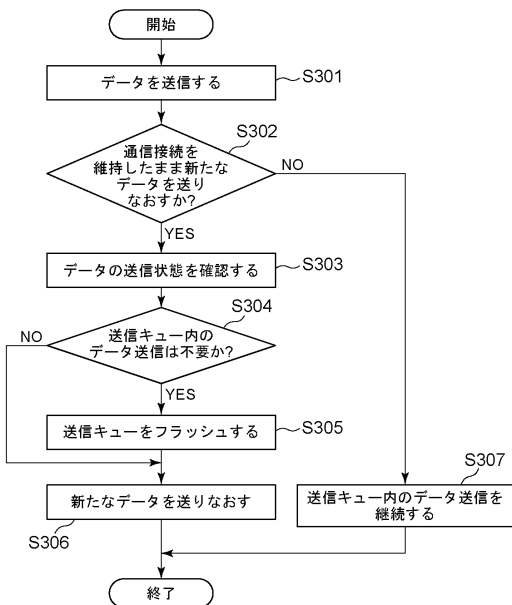 開始
データを送信する
S301
S302
通信接続を
維持したまま新たな
データを送り
なおすか?
NO
YES
データの送信状態を確認する
S303
S304
送信キュー内の
データ送信は不要か?
NO
YES
送信キューをフラッシュする
S305
S307
新たなデータを送りなおす
送信キュー内のデータ送信を
継続する
S306
終了